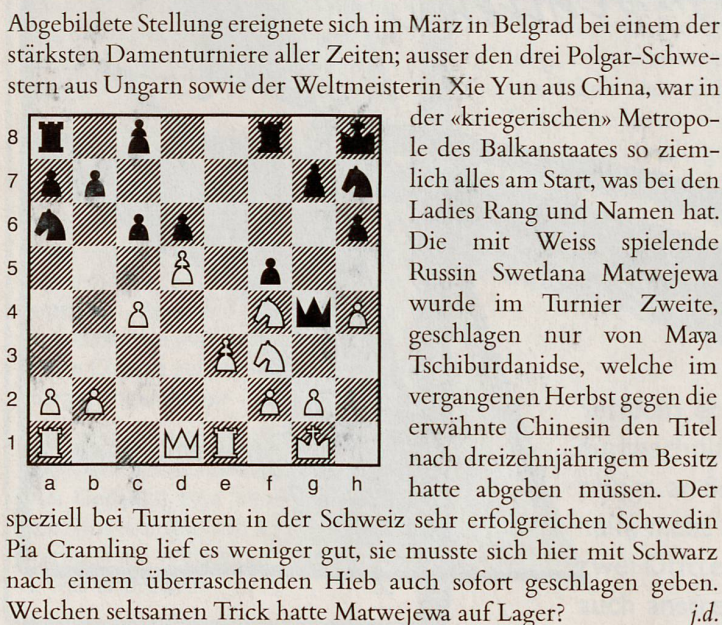 Abgebildete Stellung ereignete sich im März in Belgrad bei einem der
stärksten Damenturniere aller Zeiten; ausser den drei Polgar-Schwe-
stern aus Ungarn sowie der Weltmeisterin Xie Yun aus China, war in
der «kriegerischen» Metropo-
le des Balkanstaates so ziem-
lich alles am Start, was bei den
Ladies Rang und Namen hat.
Die mit Weiss spielende
Russin Swetlana Matwejewa
wurde im Turnier Zweite,
geschlagen nur von Maya
Tschiburdanidse, welche im
vergangenen Herbst gegen die
erwähnte Chinesin den Titel
nach dreizehnjährigem Besitz
hatte abgeben müssen. Der
8
7
6
5
4
3
2
1
a b c d e f g h
speziell bei Turnieren in der Schweiz sehr erfolgreichen Schwedin
Pia Cramling lief es weniger gut, sie musste sich hier mit Schwarz
nach einem überraschenden Hieb auch sofort geschlagen geben.
Welchen seltsamen Trick hatte Matwejewa auf Lager? j.d.